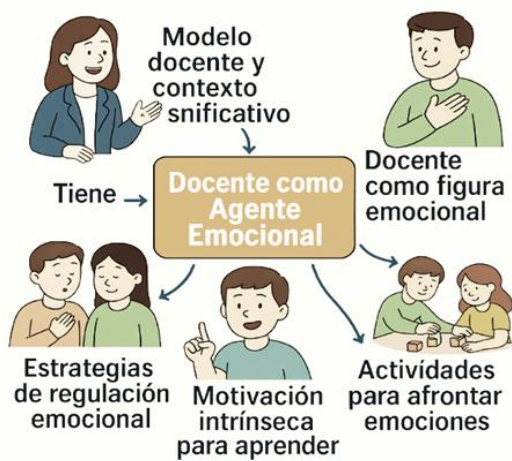 Modelo
docente y
contexto
snificativo
Docente
como figura
emocional
Tiene
Docente como
Agente
Emocional
Estrategias
de regulación
emocional
Motivación
intrínseca
para aprender
Actividades
para afrontar
emociones